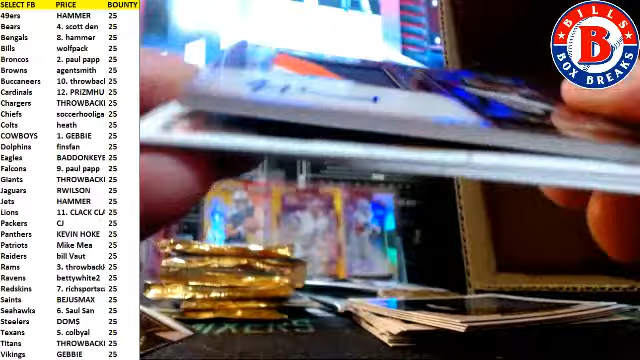 SELECT FB PRICE BOUNTY
49ers HAMMER 25
Bears 4. scott den 25
Bengals 8. hammer 25
Bills wolfpack 25
Broncos 2. paul papp 25
Browns agentsmith 25
Buccaneers 10. throwbacl 25
Cardinals 12. PRIZMHU 25
Chargers THROWBACKI 25
Chiefs soccerhooliga 25
Colts heath 25
COWBOYS 1. GEBBIE 25
Dolphins finsfan 25
Eagles BADDONKEYE 25
Falcons 9. paul papp 25
Giants THROWBACKI 25
Jaguars RWILSON 25
Jets HAMMER 25
Lions 11. CLACK CLA 25
Packers CJ 25
Panthers KEVIN HOKE 25
Patriots Mike Mea 25
Raiders bill Vaut 25
Rams 3. throwbackl 25
Ravens bettywhite2 25
Redskins 7. richsportsca 25
Saints BEJUSMAX 25
Seahawks 6. Saul San 25
Steelers DOM$ 25
Texans 5. colbyal 25
Titans THROWBACKI 25
Vikings GEBBIE 25
BILLS
B
BOX BREAKS